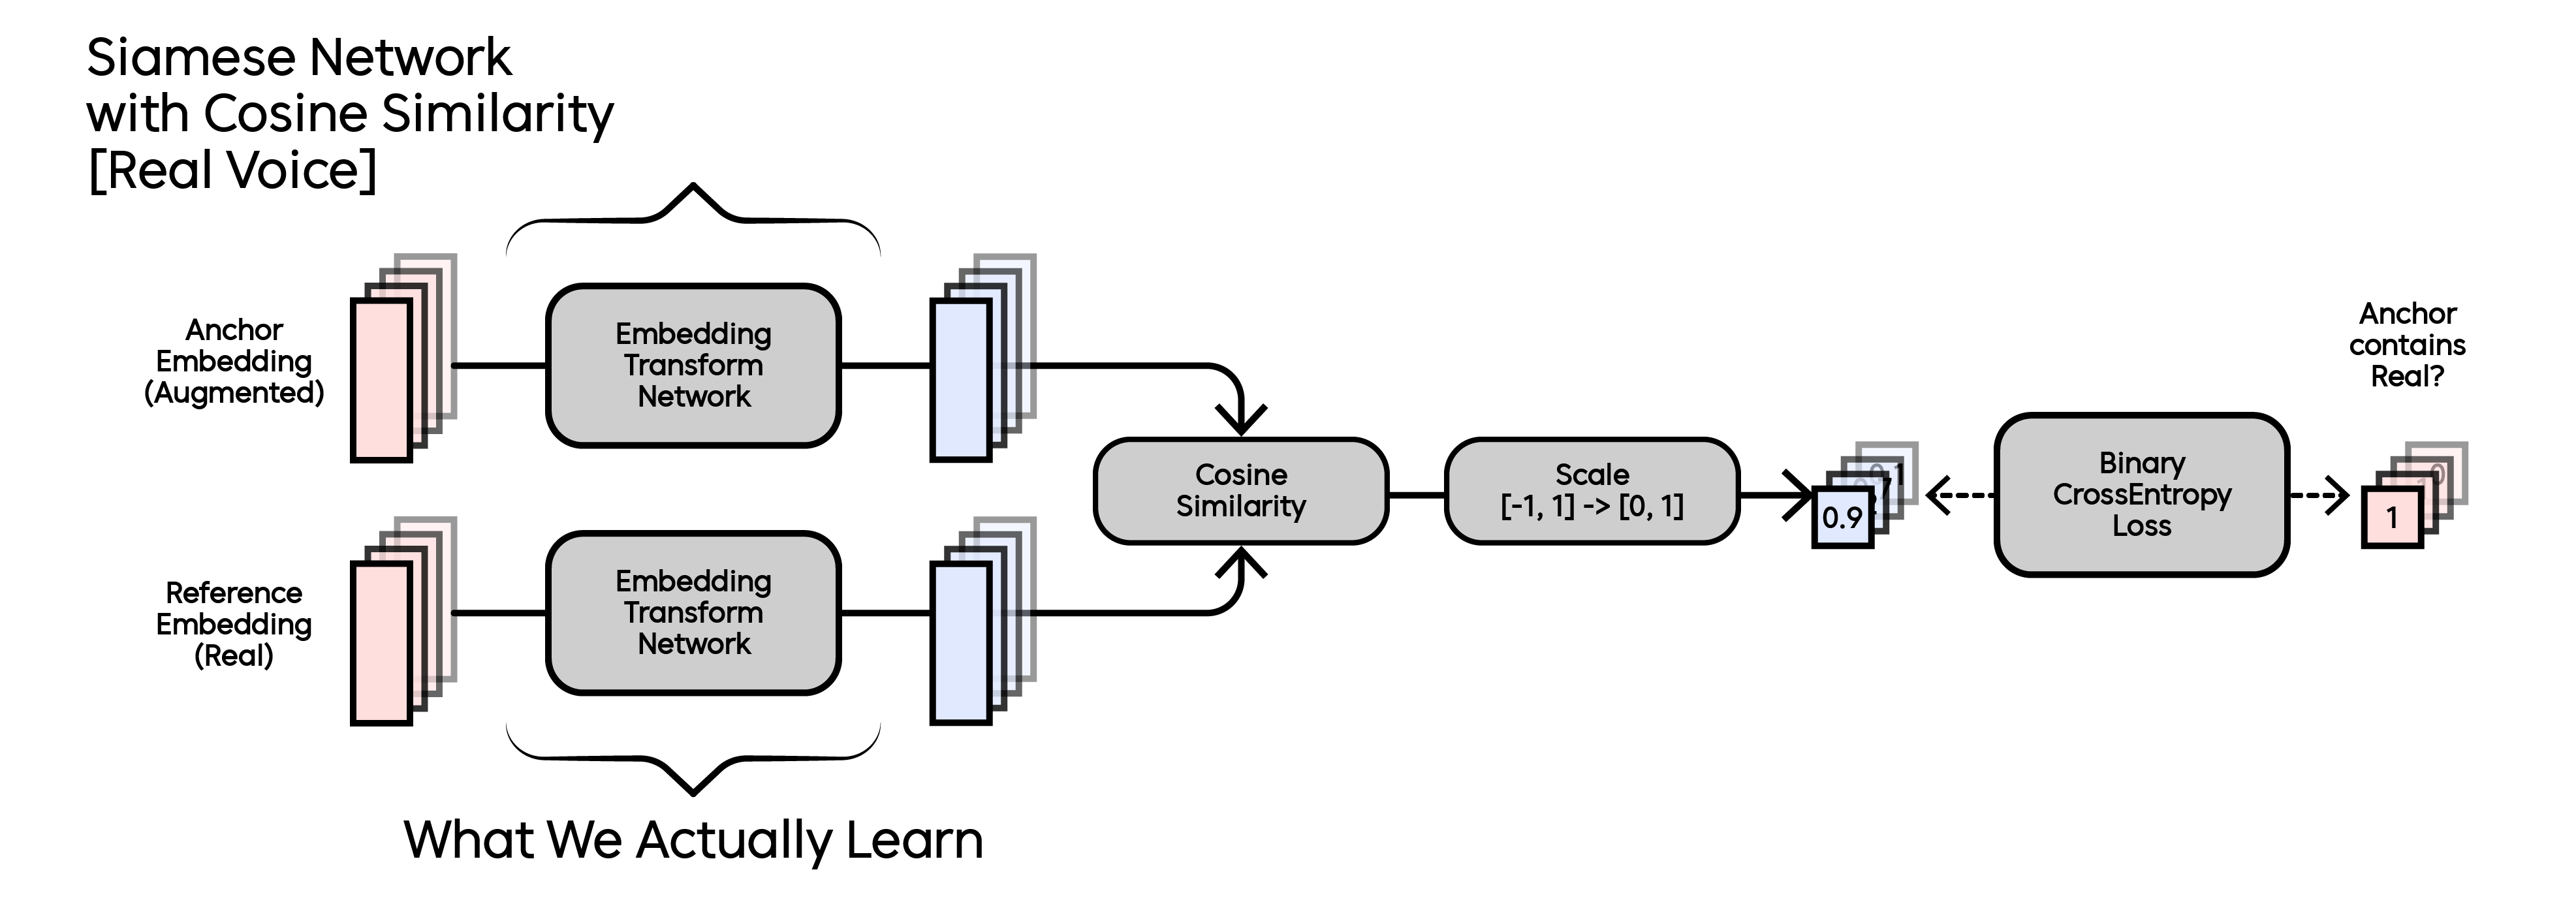 Siamese Network
with Cosine Similarity
[Real Voice]
Anchor
Embedding
(Augmented)
Embedding
Transform
Network
Reference
Embedding
(Real)
Embedding
Transform
Network
What We Actually Learn
Cosine
Similarity
Scale
[-1, 1] -> [0, 1]
0.9
Binary
CrossEntropy
Loss
Anchor
contains
Real?
1
0